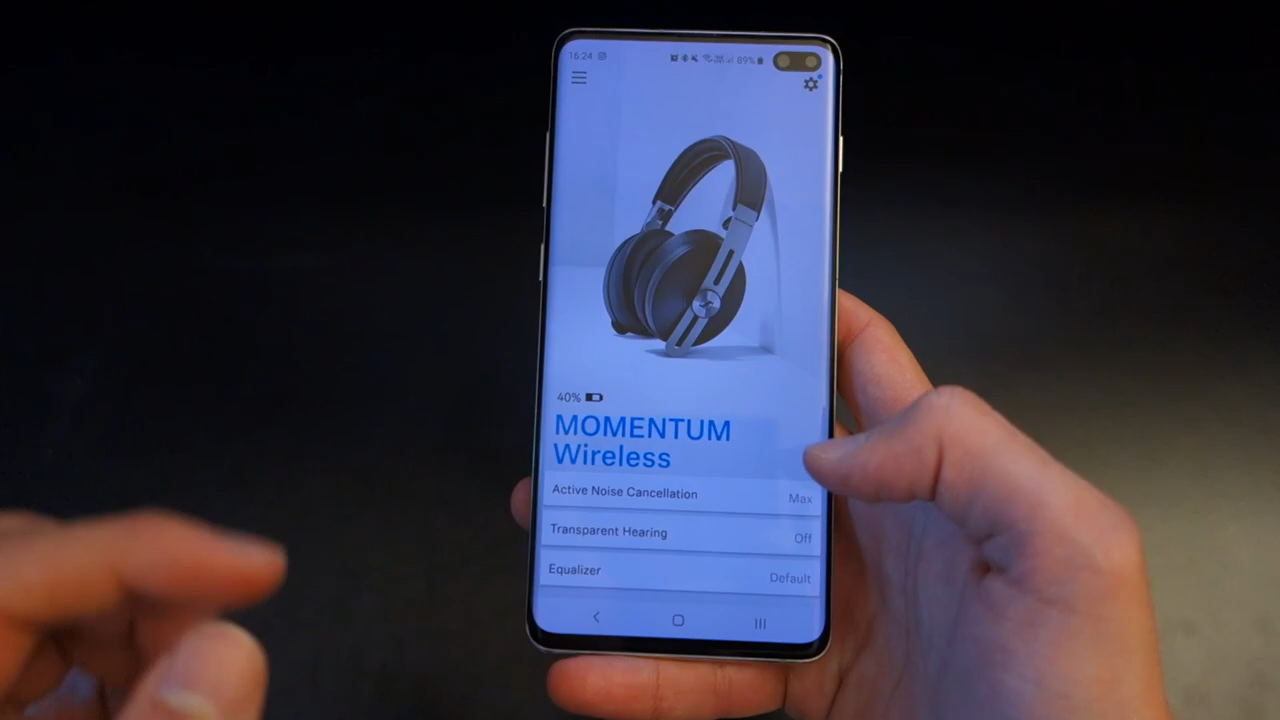 16:24 89%
40%
MOMENTUM
Wireless
Active Noise Cancellation Max
Transparent Hearing Off
Equalizer Default